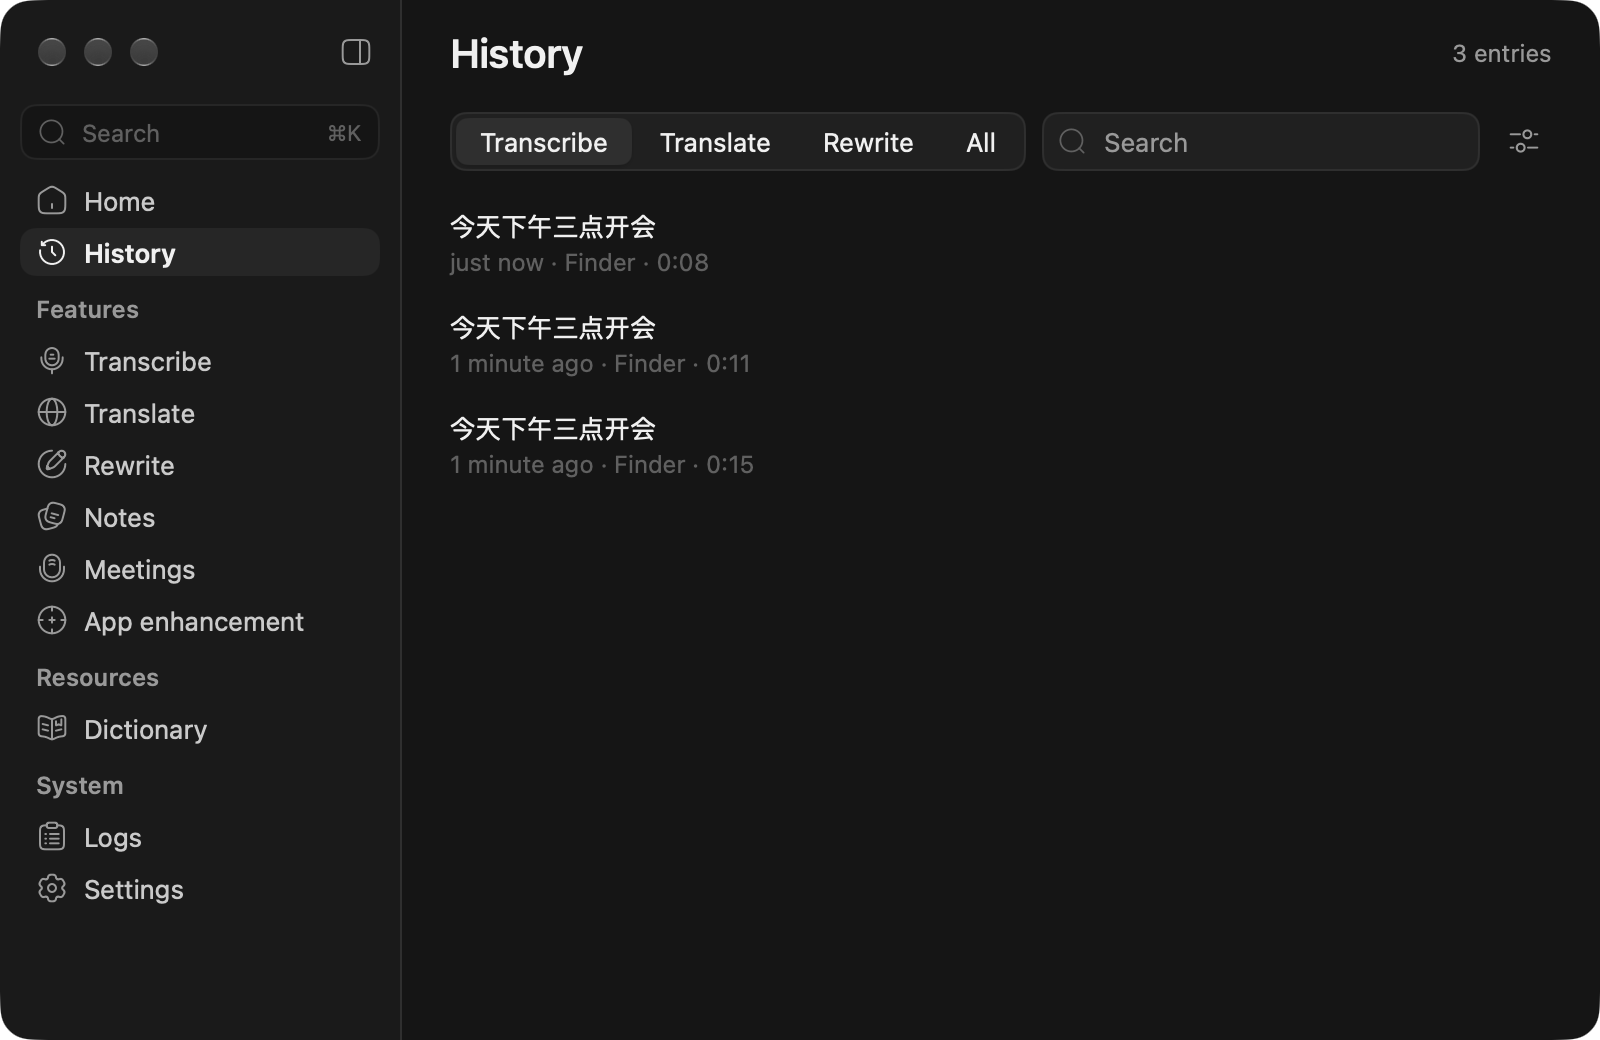 Search ⌘K
Home
History
Features
Transcribe
Translate
Rewrite
Notes
Meetings
App enhancement
Resources
Dictionary
System
Logs
Settings
History
3 entries
Transcribe Translate Rewrite All
Search
今天下午三点开会
just now · Finder · 0:08
今天下午三点开会
1 minute ago · Finder · 0:11
今天下午三点开会
1 minute ago · Finder · 0:15